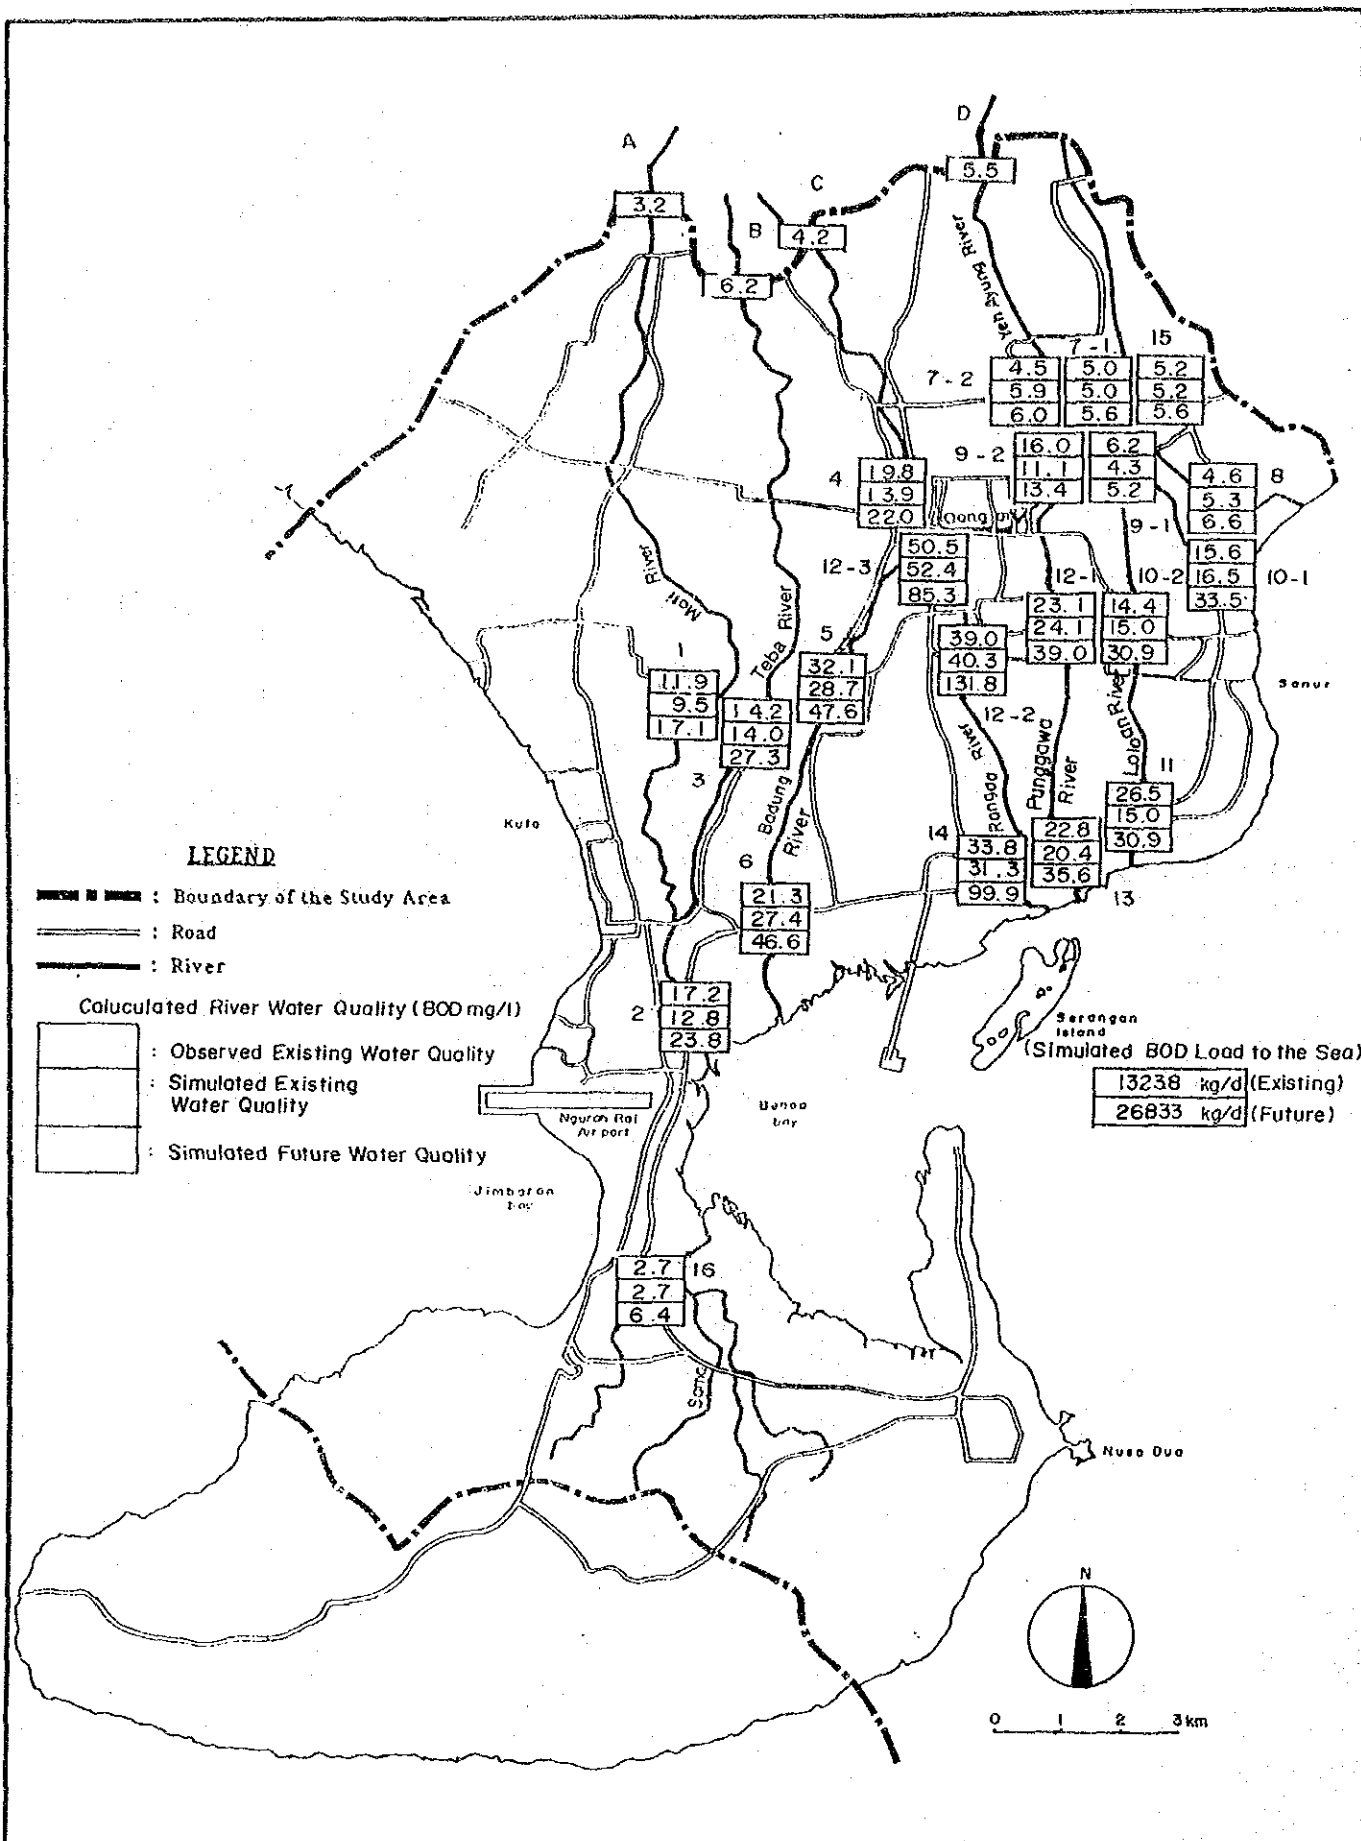 D
A
5.5
C
3.2
B
4.2
6.2
Yeh Ayung River
7-1
15
7-2
4.5
5.9
6.0
5.0
5.0
5.6
5.2
5.2
5.6
9-2
16.0
11.1
13.4
6.2
4.3
5.2
4
19.8
13.9
22.0
4.6
5.3
6.6
8
9-1
12-3
50.5
52.4
85.3
15.6
16.5
33.5
10-1
12-1
10-2
River
Mati
Teba River
23.1
24.1
39.0
14.4
15.0
30.9
39.0
40.3
131.8
5
32.1
28.7
47.6
1
11.9
9.5
17.1
14.2
14.0
27.3
3
12-2
Sanur
Loloan River
Punggawa
River
River
Rangda
Badung
River
11
26.5
15.0
30.9
Kuta
14
33.8
31.3
99.9
22.8
20.4
35.6
13
6
21.3
27.4
46.6
2
17.2
12.8
23.8
LEGEND
: Boundary of the Study Area
: Road
: River
Caluculated River Water Quality (BOD mg/l)
: Observed Existing Water Quality
: Simulated Existing
Water Quality
: Simulated Future Water Quality
Serangan
Island
(Simulated BOD Load to the Sea)
13238 kg/d (Existing)
26833 kg/d (Future)
Ngurah Rai
Air port
Benoa
bay
Jimbaran
bay
2.7
2.7
6.4
16
Sama
Nusa Dua
N
0 1 2 3km